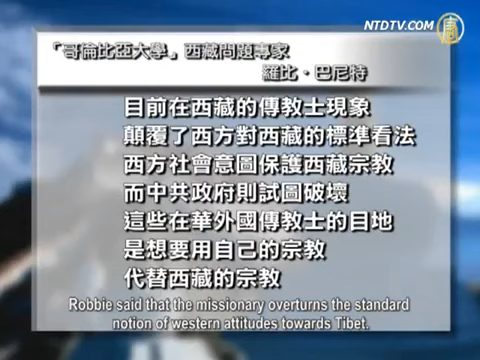 NTDTV.COM
「哥倫比亞大學」西藏問題專家
羅比·巴尼特
目前在西藏的傳教士現象
顛覆了西方對西藏的標準看法
西方社會意圖保護西藏宗教
而中共政府則試圖破壞
這些在華外國傳教士的目地
是想要用自己的宗教
代替西藏的宗教
Robbie said that the missionary overturns the standard
notion of western attitudes towards Tibet.